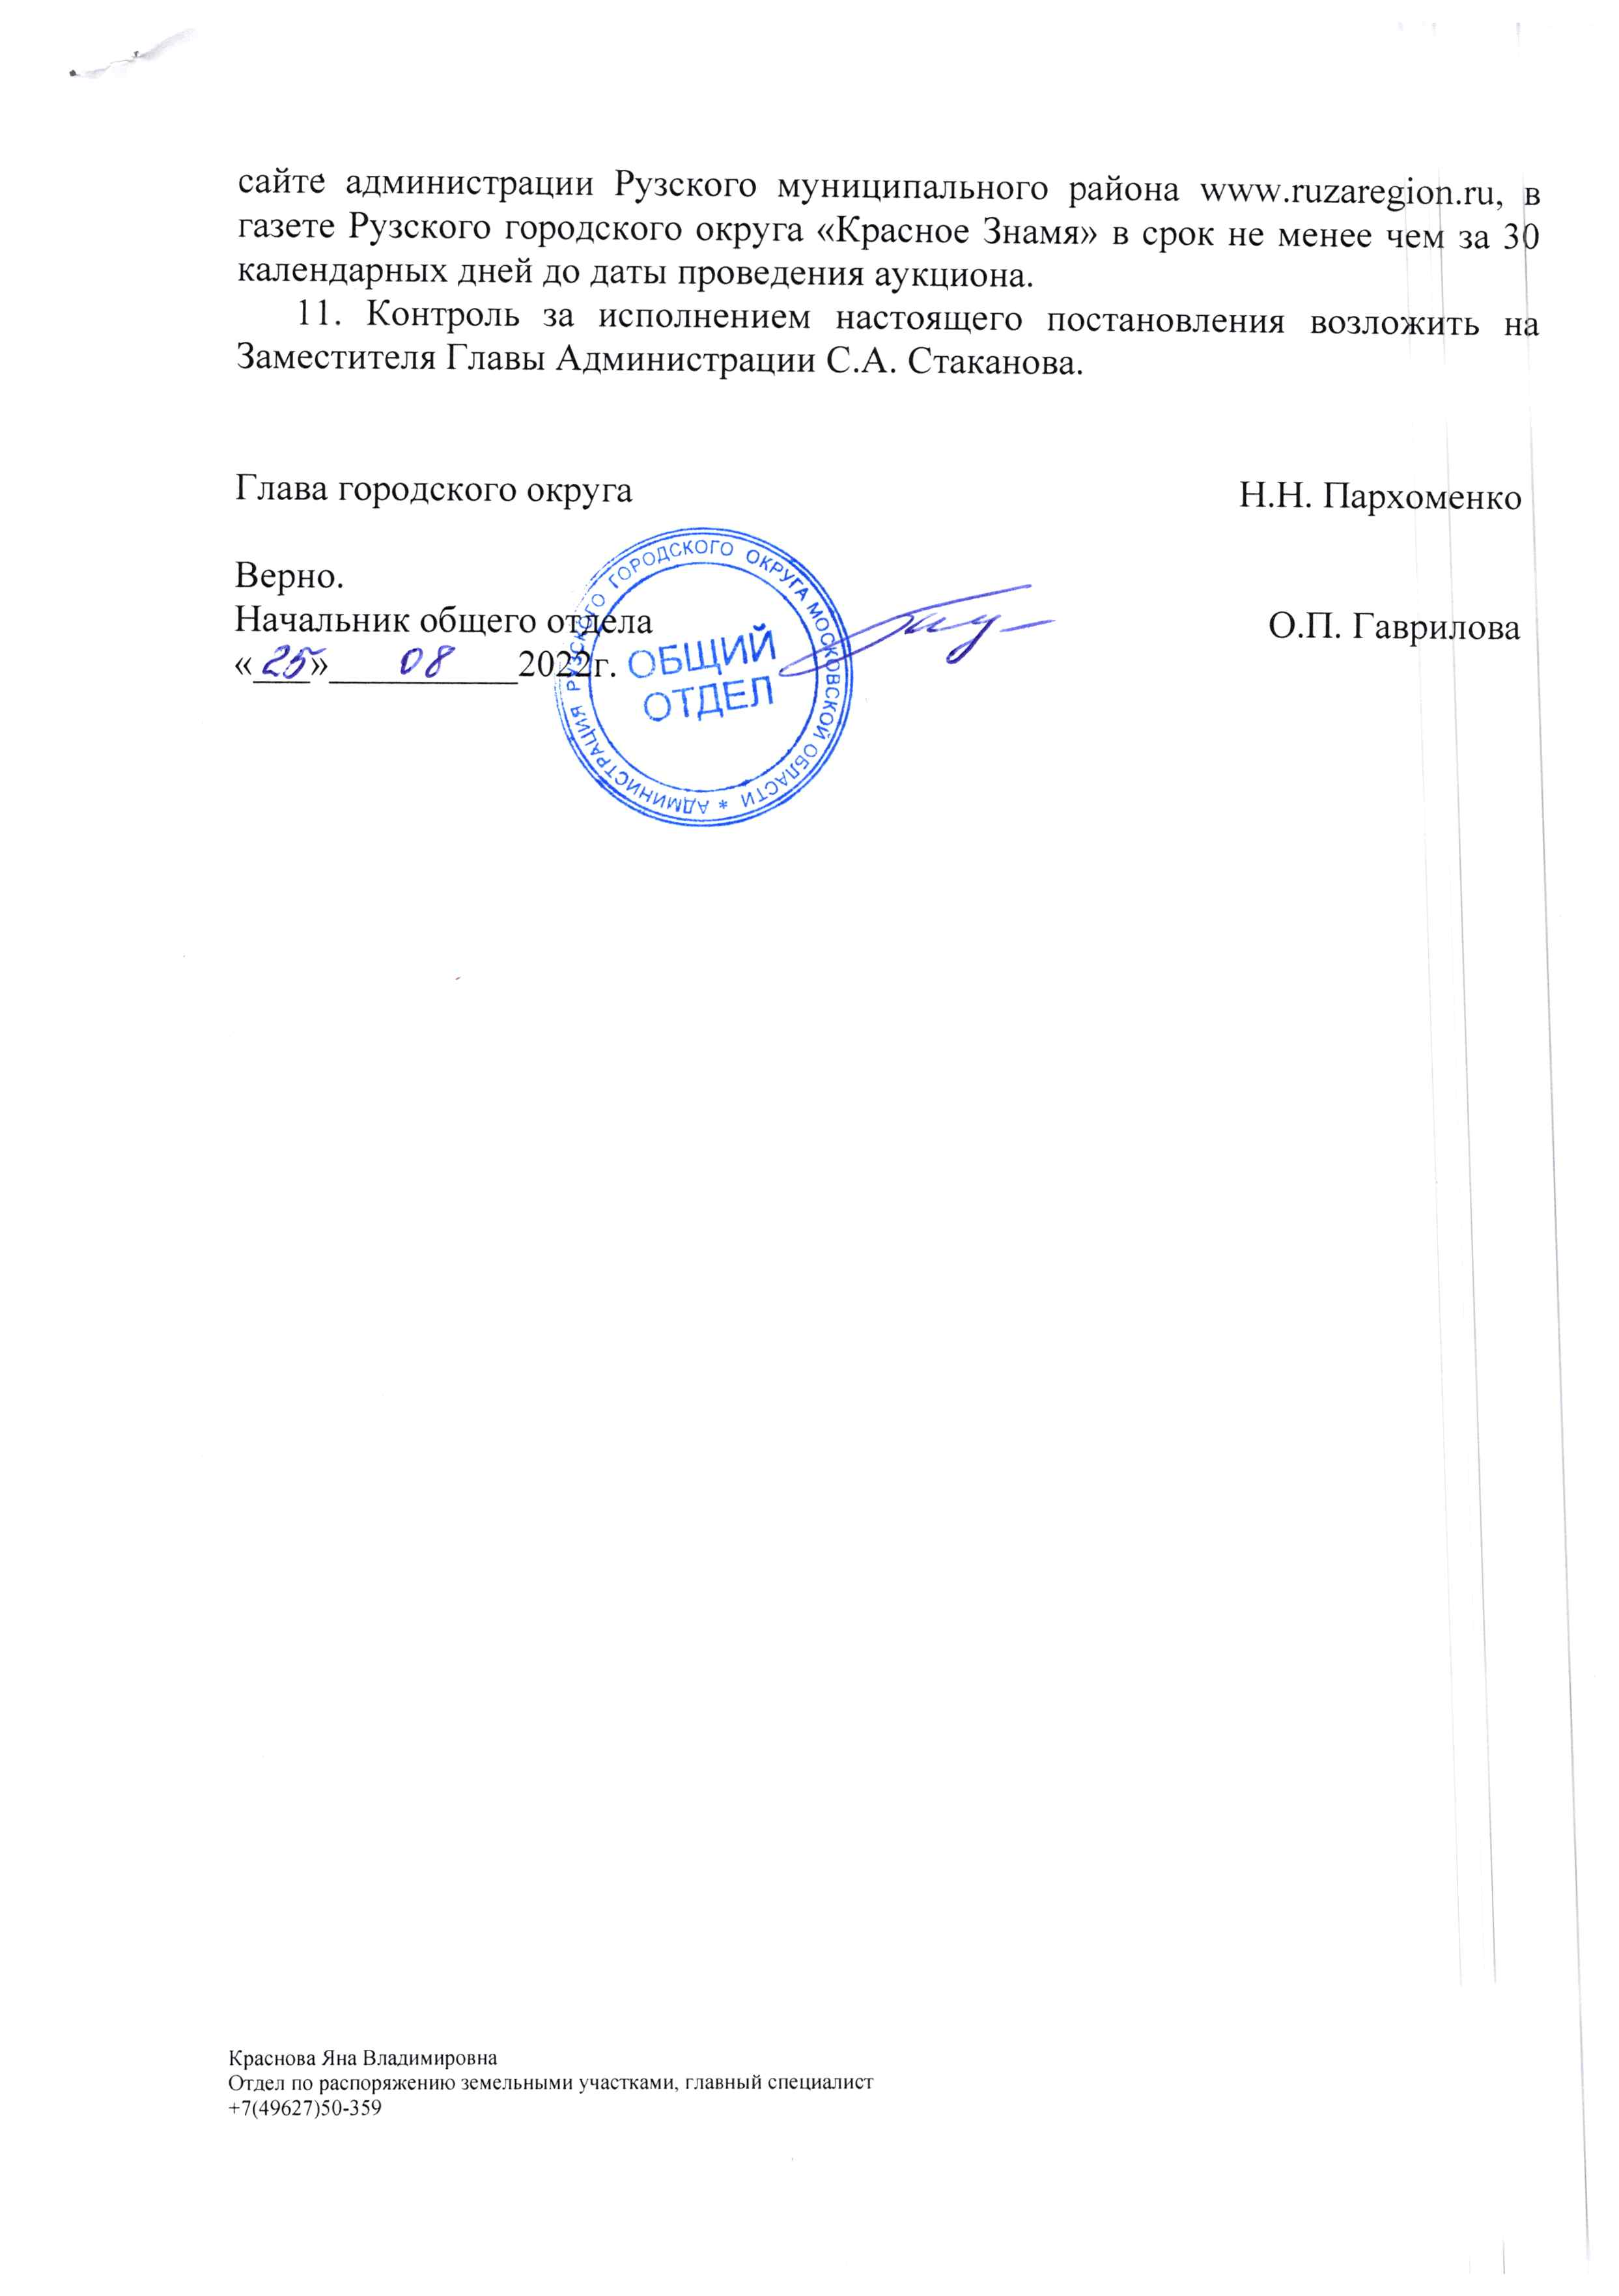 сайте администрации Рузского муниципального района www.ruzaregion.ru, в
газете Рузского городского округа «Красное Знамя» в срок не менее чем за 30
календарных дней до даты проведения аукциона.
11. Контроль за исполнением настоящего постановления возложить на
Заместителя Главы Администрации С.А. Стаканова.
Глава городского округа Н.Н. Пархоменко
Верно.
Начальник общего отдела О.П. Гаврилова
«25» 08 2022г.
АДМИНИСТРАЦИЯ РУЗСКОГО ГОРОДСКОГО ОКРУГА МОСКОВСКОЙ ОБЛАСТИ *
ОБЩИЙ
ОТДЕЛ
Краснова Яна Владимировна
Отдел по распоряжению земельными участками, главный специалист
+7(49627)50-359